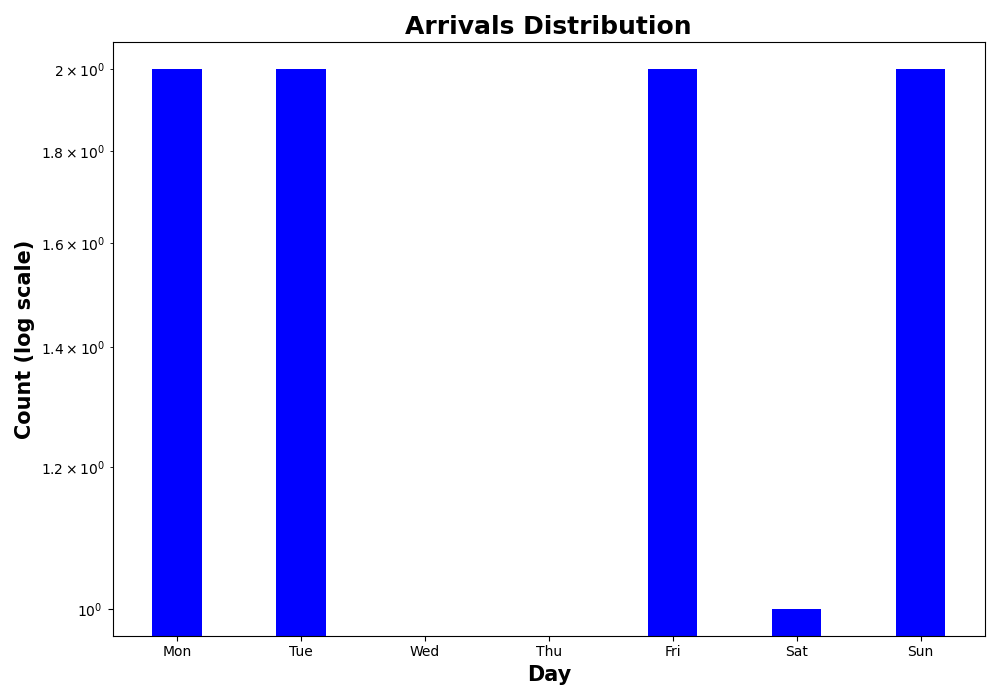 Arrivals Distribution
Count (log scale)
2 × 10⁰
1.8 × 10⁰
1.6 × 10⁰
1.4 × 10⁰
1.2 × 10⁰
10⁰
Mon Tue Wed Thu Fri Sat Sun
Day